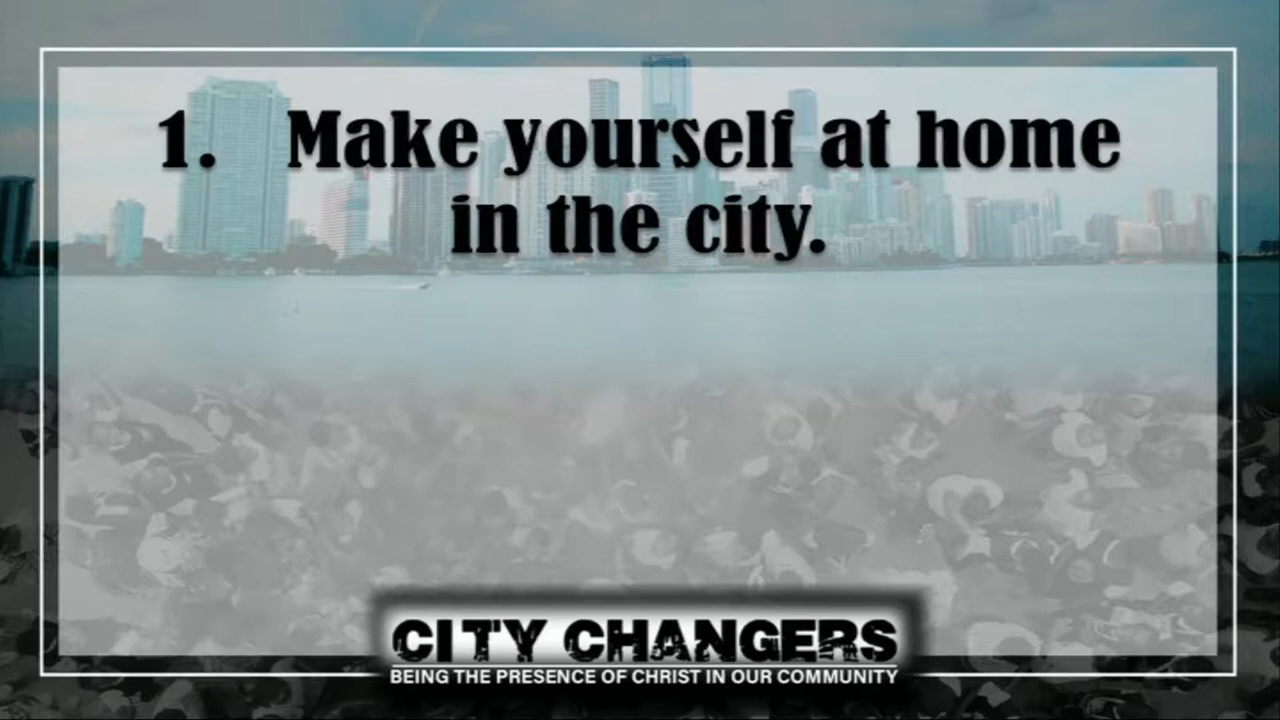 1. Make yourself at home
in the city.
CITY CHANGERS
BEING THE PRESENCE OF CHRIST IN OUR COMMUNITY